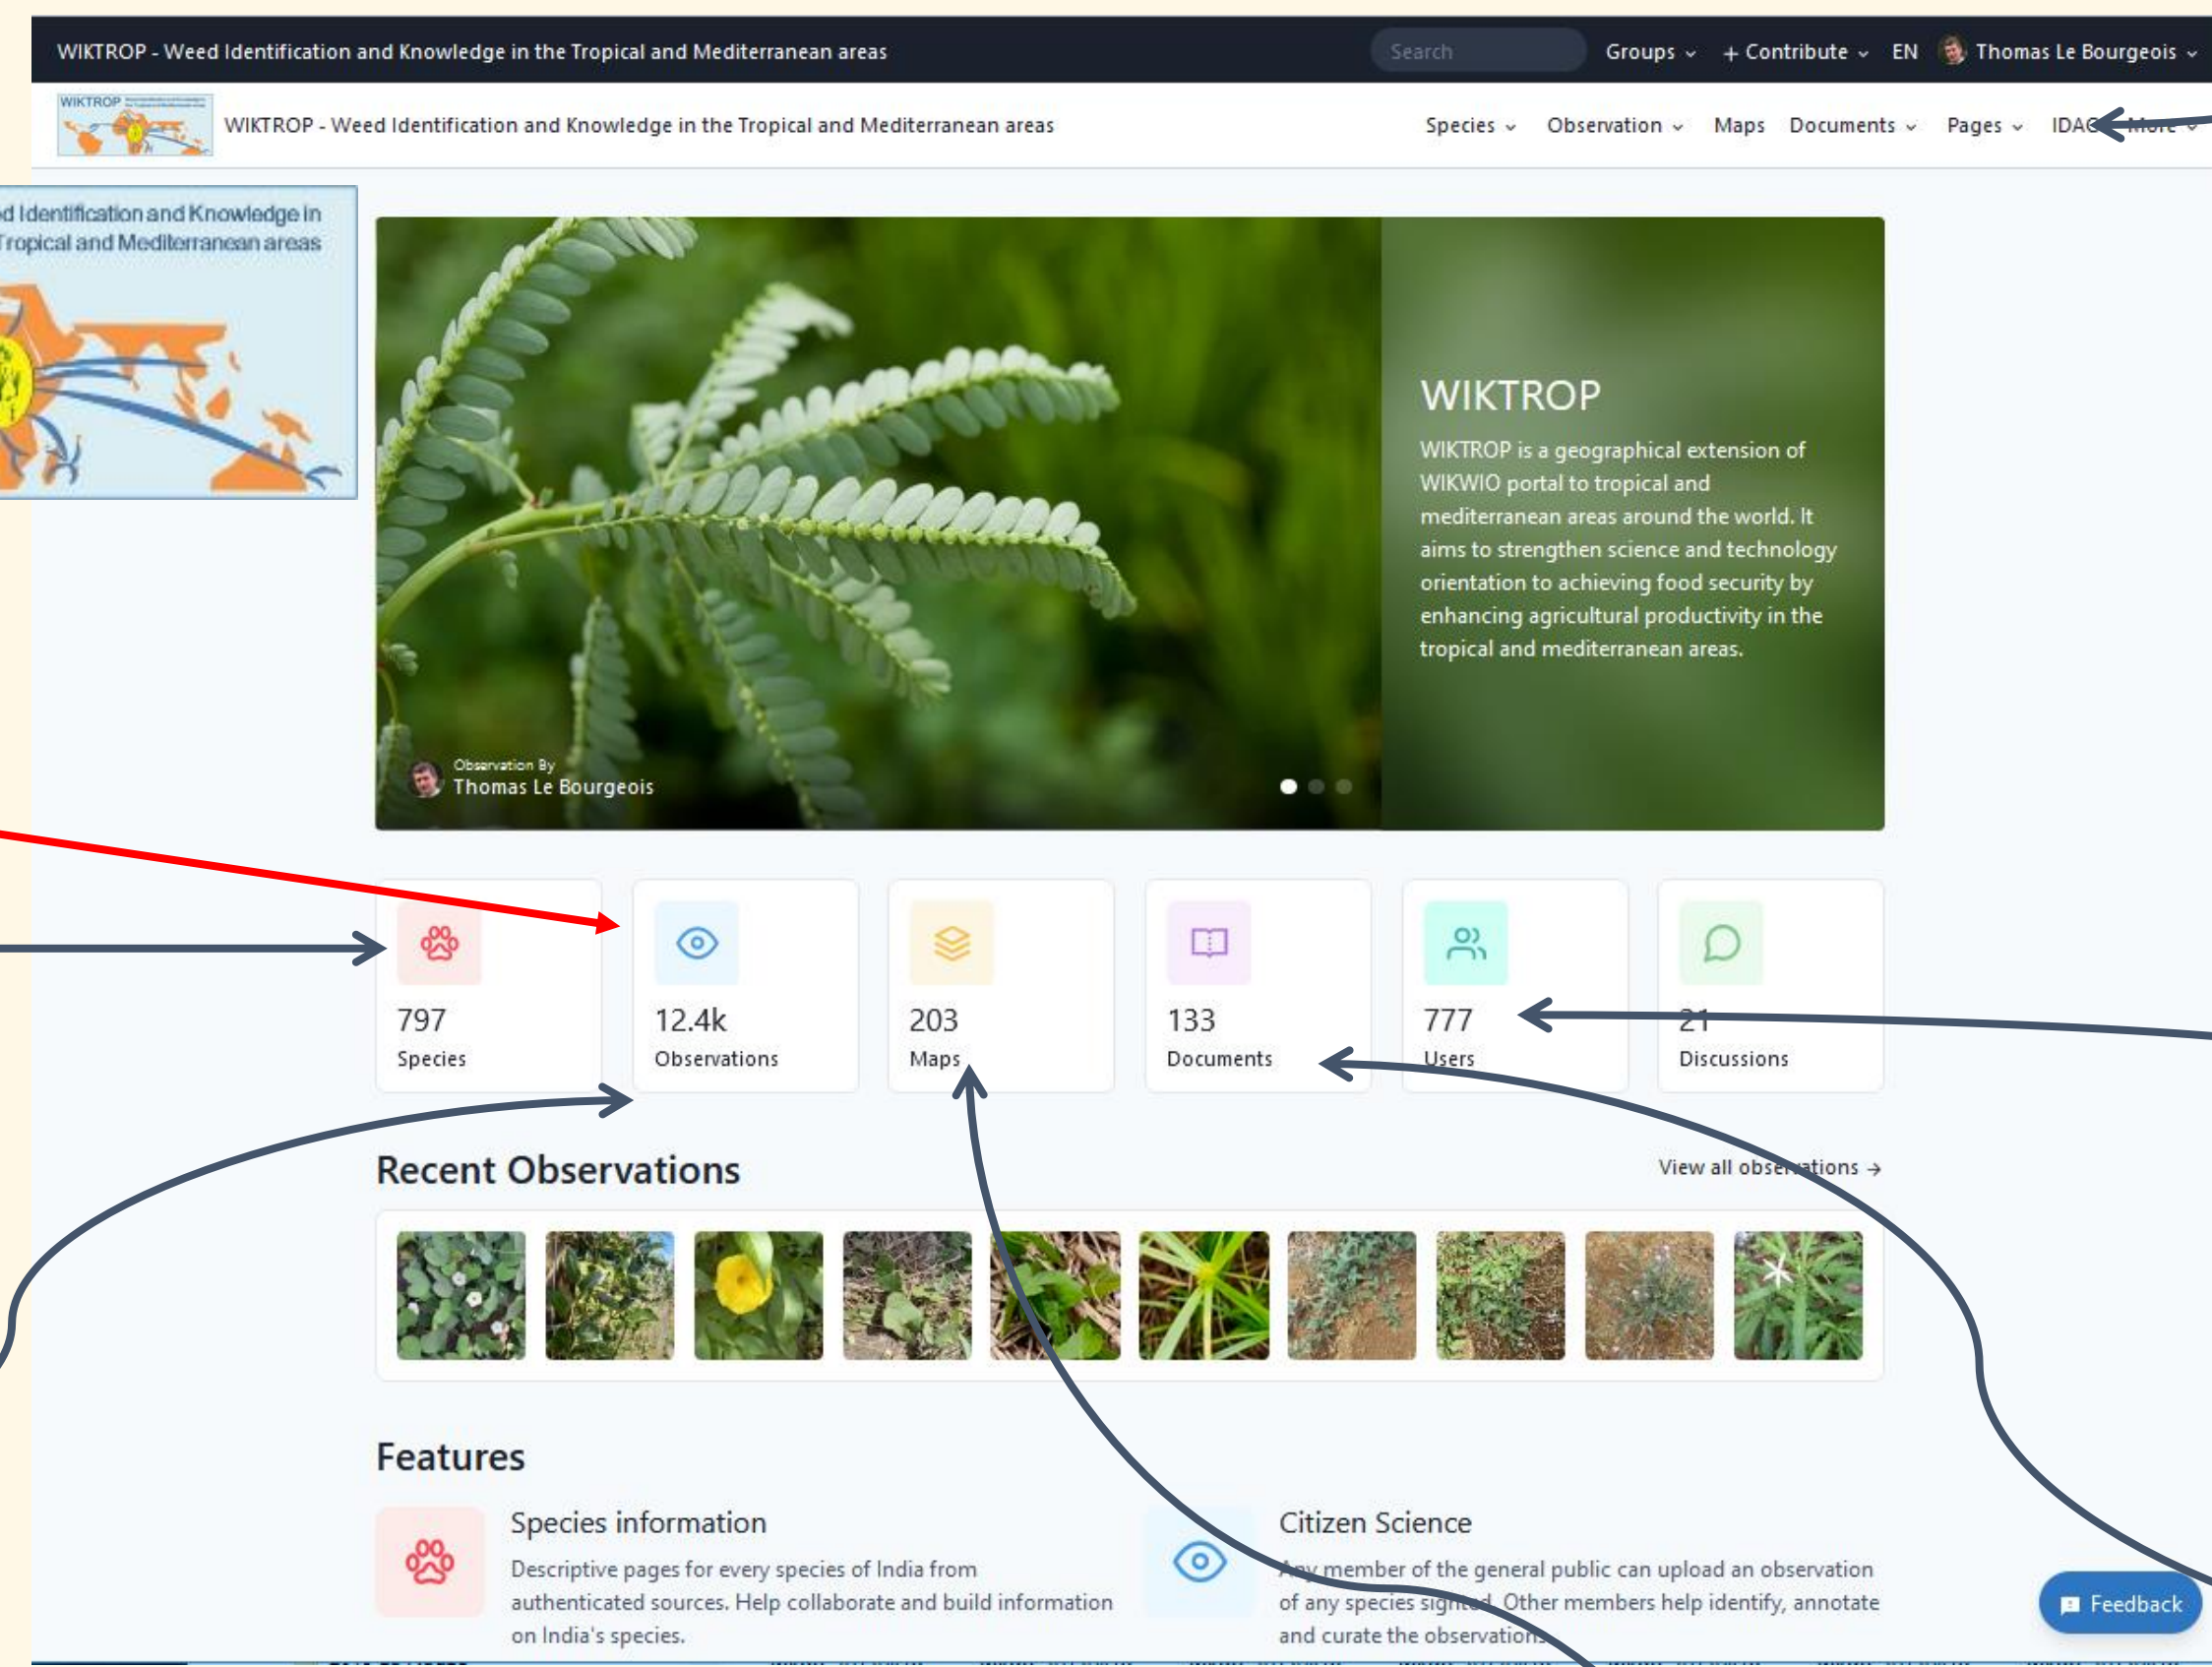 WIKTROP - Weed Identification and Knowledge in the Tropical and Mediterranean areas
Search
Groups
+ Contribute
EN
Thomas Le Bourgeois
WIKTROP
WIKTROP - Weed Identification and Knowledge in the Tropical and Mediterranean areas
Species
Observation
Maps
Documents
Pages
IDAO
More
Identification and Knowledge in
Tropical and Mediterranean areas
WIKTROP
WIKTROP is a geographical extension of
WIKWIO portal to tropical and
mediterranean areas around the world. It
aims to strengthen science and technology
orientation to achieving food security by
enhancing agricultural productivity in the
tropical and mediterranean areas.
Observation By
Thomas Le Bourgeois
797
Species
12.4k
Observations
203
Maps
133
Documents
777
Users
21
Discussions
Recent Observations
View all observations →
Features
Species information
Descriptive pages for every species of India from
authenticated sources. Help collaborate and build information
on India's species.
Citizen Science
Any member of the general public can upload an observation
of any species sighted. Other members help identify, annotate
and curate the observations.
Feedback